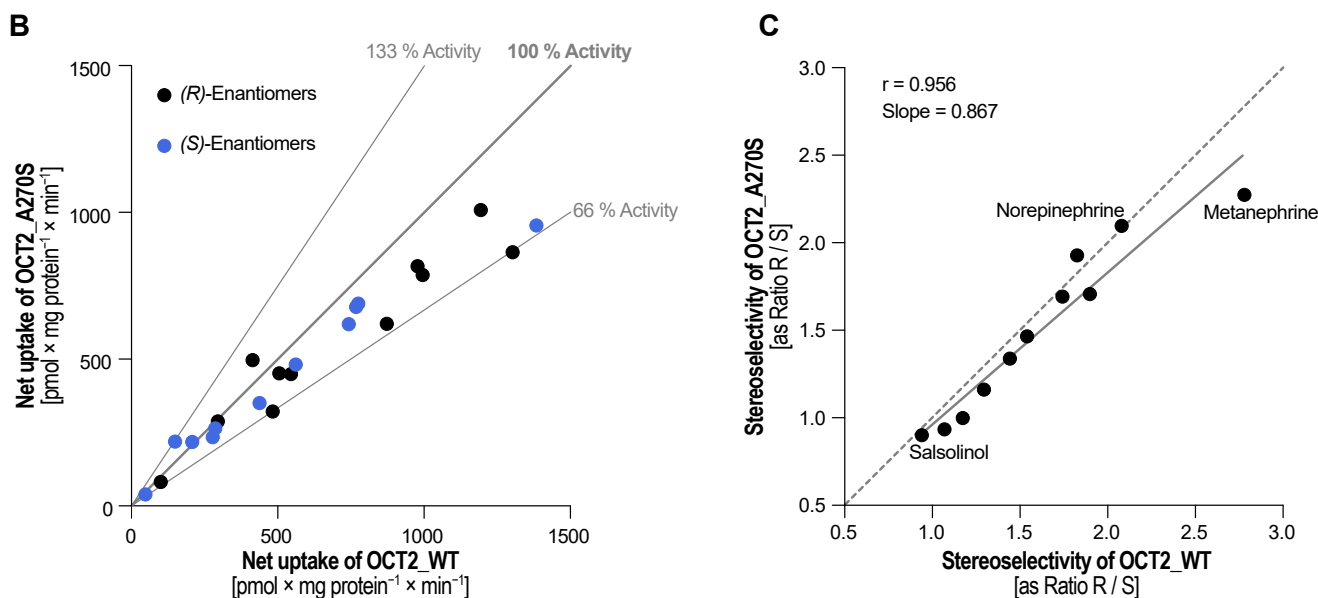 B
133 % Activity
100 % Activity
1500
(R)-Enantiomers
(S)-Enantiomers
1000
66 % Activity
500
0
Net uptake of OCT2_A270S
[pmol × mg protein⁻¹ × min⁻¹]
0
500
1000
1500
Net uptake of OCT2_WT
[pmol × mg protein⁻¹ × min⁻¹]
C
3.0
r = 0.956
Slope = 0.867
2.5
Norepinephrine
Metanephrine
2.0
1.5
1.0
Salsolinol
0.5
Stereoselectivity of OCT2_A270S
[as Ratio R / S]
0.5
1.0
1.5
2.0
2.5
3.0
Stereoselectivity of OCT2_WT
[as Ratio R / S]